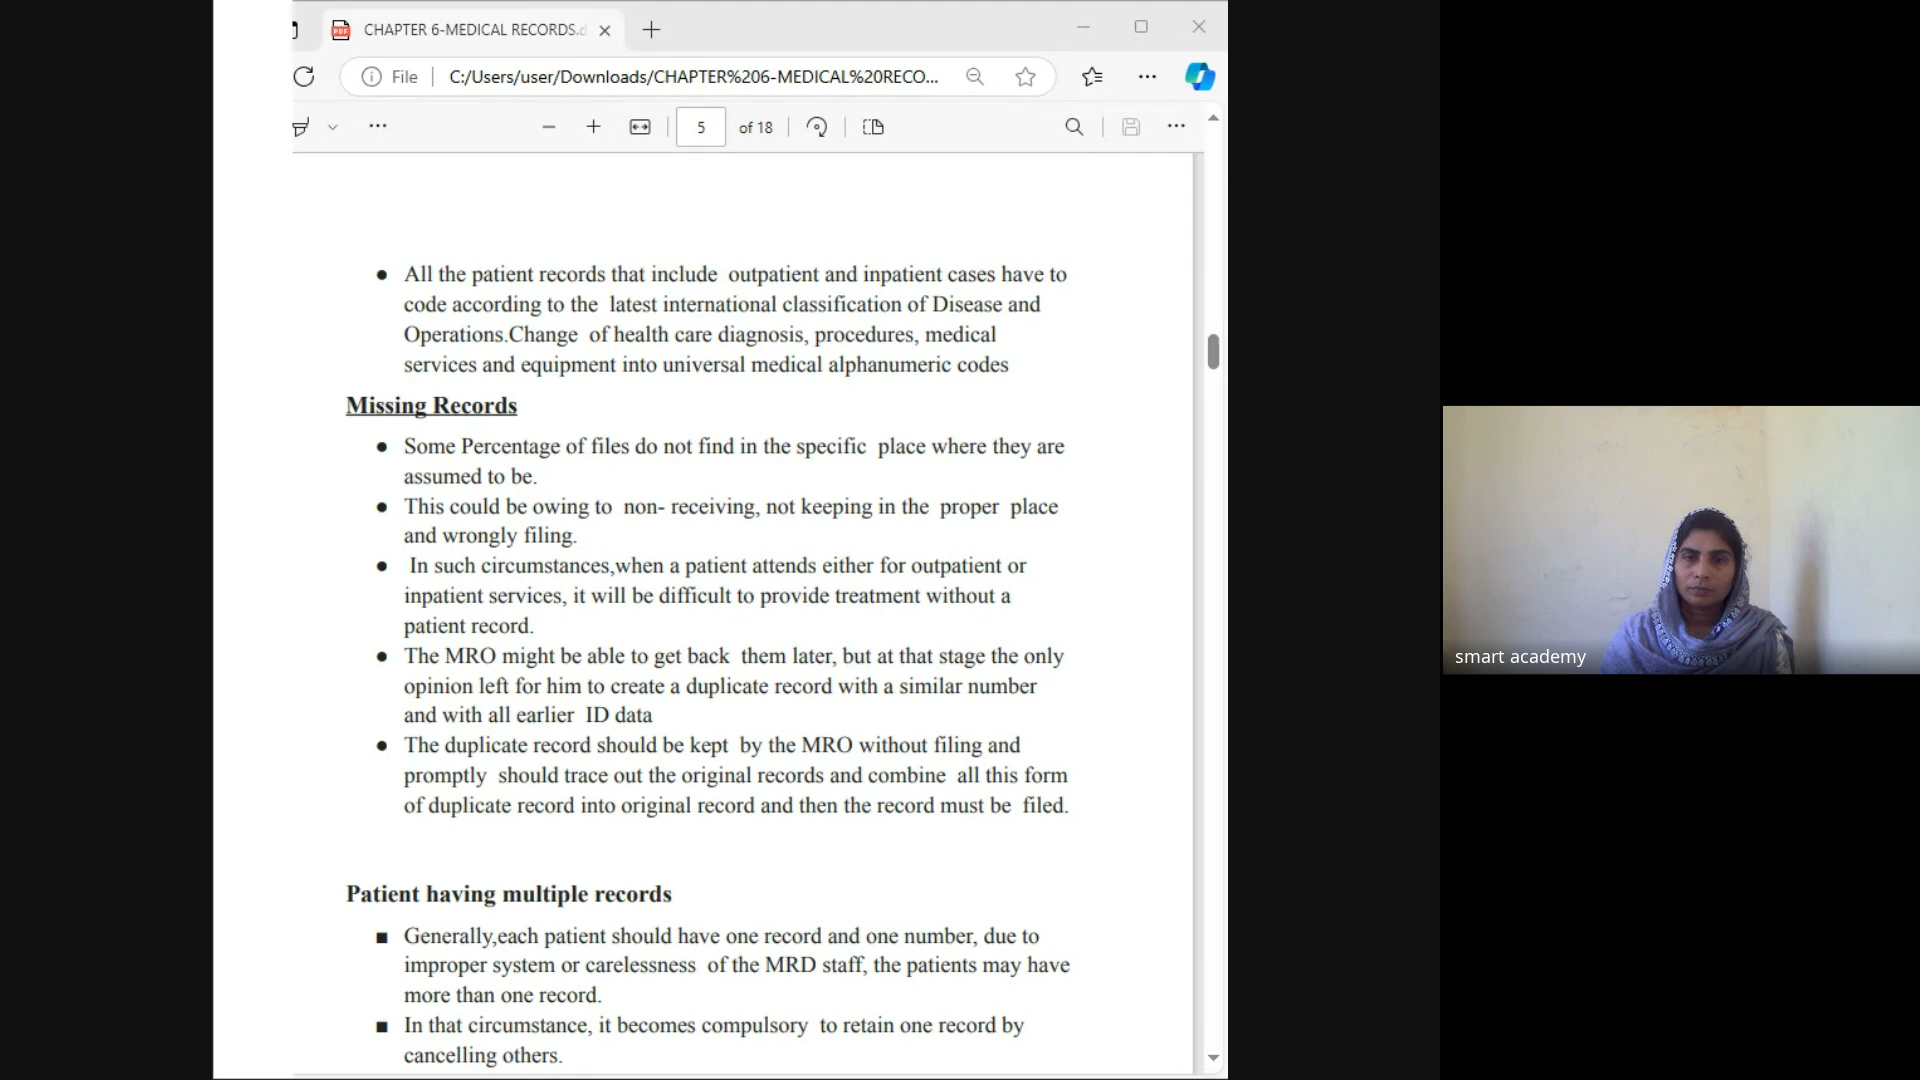 CHAPTER 6-MEDICAL RECORDS.d
File
C:/Users/user/Downloads/CHAPTER%206-MEDICAL%20RECO...
5 of 18
● All the patient records that include outpatient and inpatient cases have to
code according to the latest international classification of Disease and
Operations.Change of health care diagnosis, procedures, medical
services and equipment into universal medical alphanumeric codes
Missing Records
● Some Percentage of files do not find in the specific place where they are
assumed to be.
● This could be owing to non- receiving, not keeping in the proper place
and wrongly filing.
● In such circumstances,when a patient attends either for outpatient or
inpatient services, it will be difficult to provide treatment without a
patient record.
● The MRO might be able to get back them later, but at that stage the only
opinion left for him to create a duplicate record with a similar number
and with all earlier ID data
● The duplicate record should be kept by the MRO without filing and
promptly should trace out the original records and combine all this form
of duplicate record into original record and then the record must be filed.
Patient having multiple records
■ Generally,each patient should have one record and one number, due to
improper system or carelessness of the MRD staff, the patients may have
more than one record.
■ In that circumstance, it becomes compulsory to retain one record by
cancelling others.
smart academy